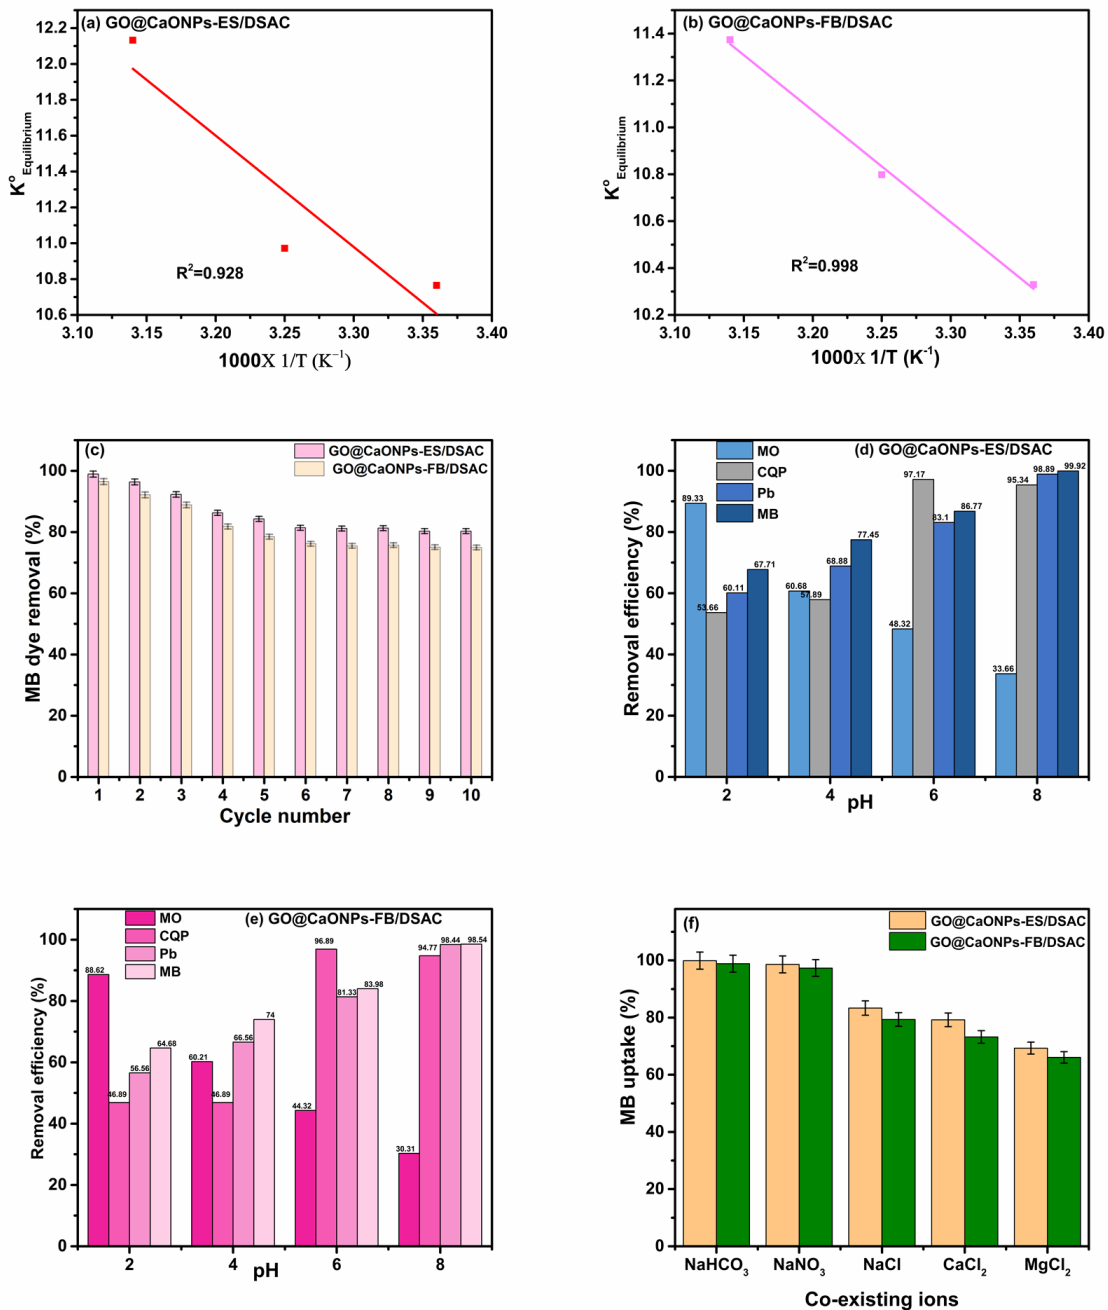 (a) GO@CaONPs-ES/DSAC
12.2
12.0
11.8
11.6
11.4
11.2
11.0
10.8
10.6
K°Equilibrium
R²=0.928
3.10 3.15 3.20 3.25 3.30 3.35 3.40
1000X 1/T (K⁻¹)
(b) GO@CaONPs-FB/DSAC
11.4
11.2
11.0
10.8
10.6
10.4
10.2
K°Equilibrium
R²=0.998
3.10 3.15 3.20 3.25 3.30 3.35 3.40
1000X 1/T (K⁻¹)
(c)
GO@CaONPs-ES/DSAC
GO@CaONPs-FB/DSAC
100
80
60
40
20
0
MB dye removal (%)
1 2 3 4 5 6 7 8 9 10
Cycle number
(d) GO@CaONPs-ES/DSAC
MO
CQP
Pb
MB
100
80
60
40
20
0
Removal efficiency (%)
89.33 53.66 60.11 67.71
60.68 57.89 68.88 77.45
48.32 97.17 83.1 86.77
33.66 95.34 98.89 99.92
2 4 6 8
pH
(e) GO@CaONPs-FB/DSAC
MO
CQP
Pb
MB
100
80
60
40
20
0
Removal efficiency (%)
88.62 46.89 56.56 64.68
60.21 46.89 66.56 74
44.32 96.89 81.33 83.98
30.31 94.77 98.44 98.54
2 4 6 8
pH
(f)
GO@CaONPs-ES/DSAC
GO@CaONPs-FB/DSAC
100
80
60
40
20
0
MB uptake (%)
NaHCO₃ NaNO₃ NaCl CaCl₂ MgCl₂
Co-existing ions